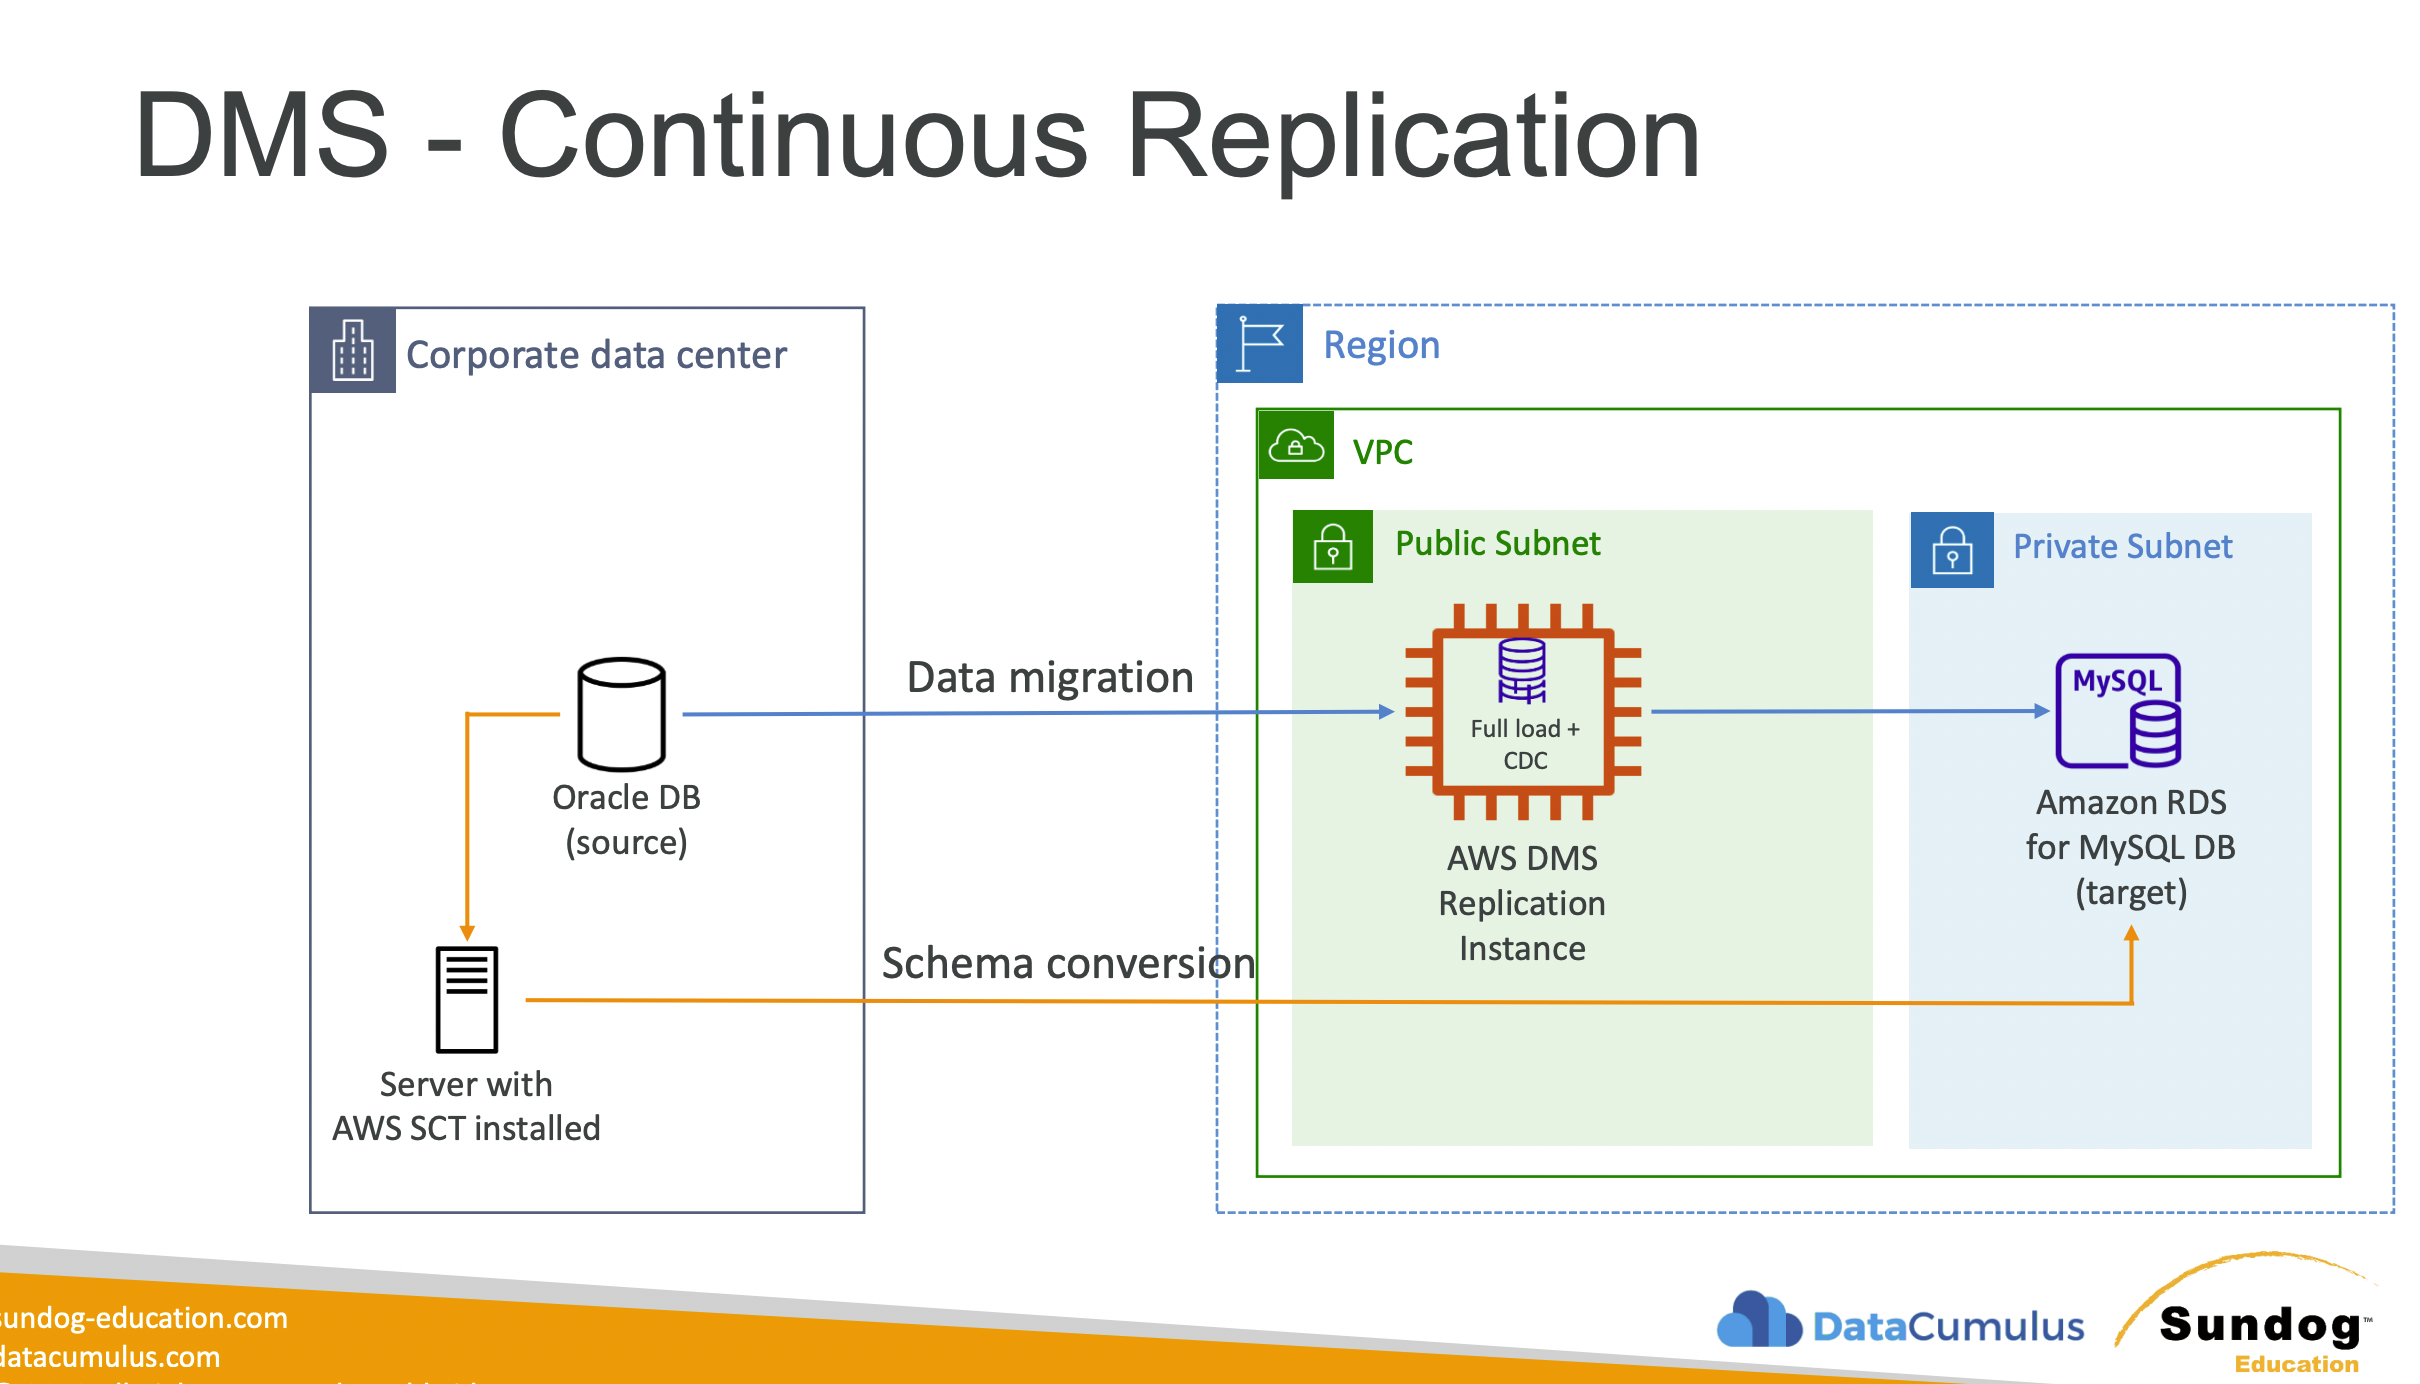 DMS - Continuous Replication
Corporate data center
Region
VPC
Public Subnet
Private Subnet
Data migration
MySQL
Full load +
CDC
Oracle DB
(source)
Amazon RDS
for MySQL DB
(target)
AWS DMS
Replication
Instance
Schema conversion
Server with
AWS SCT installed
sundog-education.com
datacumulus.com
DataCumulus
Sundog™
Education